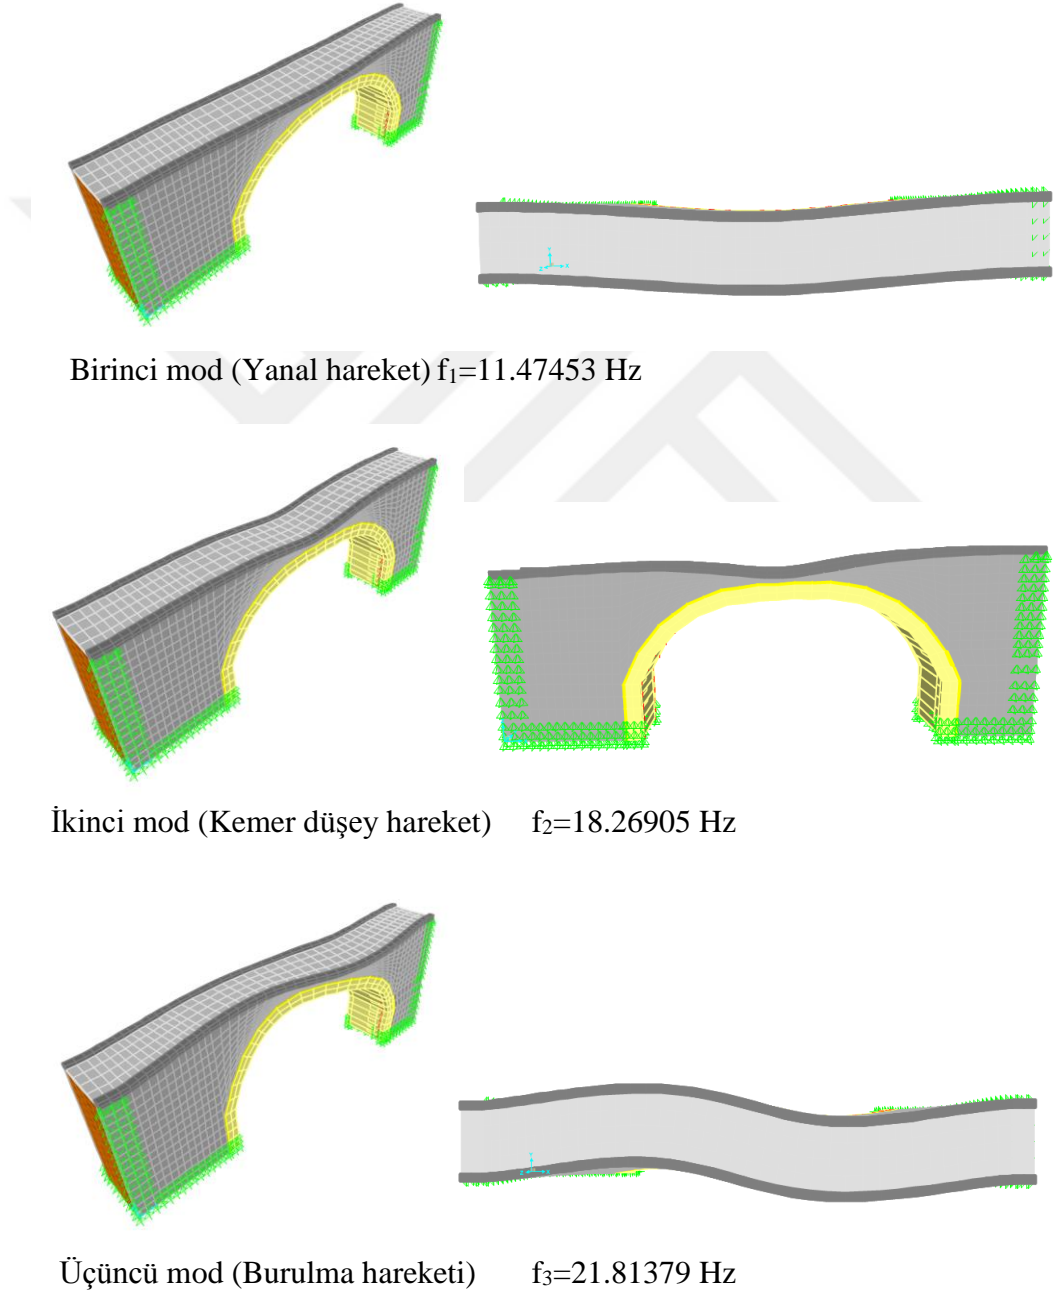 Birinci mod (Yanal hareket) f₁=11.47453 Hz
İkinci mod (Kemer düşey hareket) f₂=18.26905 Hz
Üçüncü mod (Burulma hareketi) f₃=21.81379 Hz